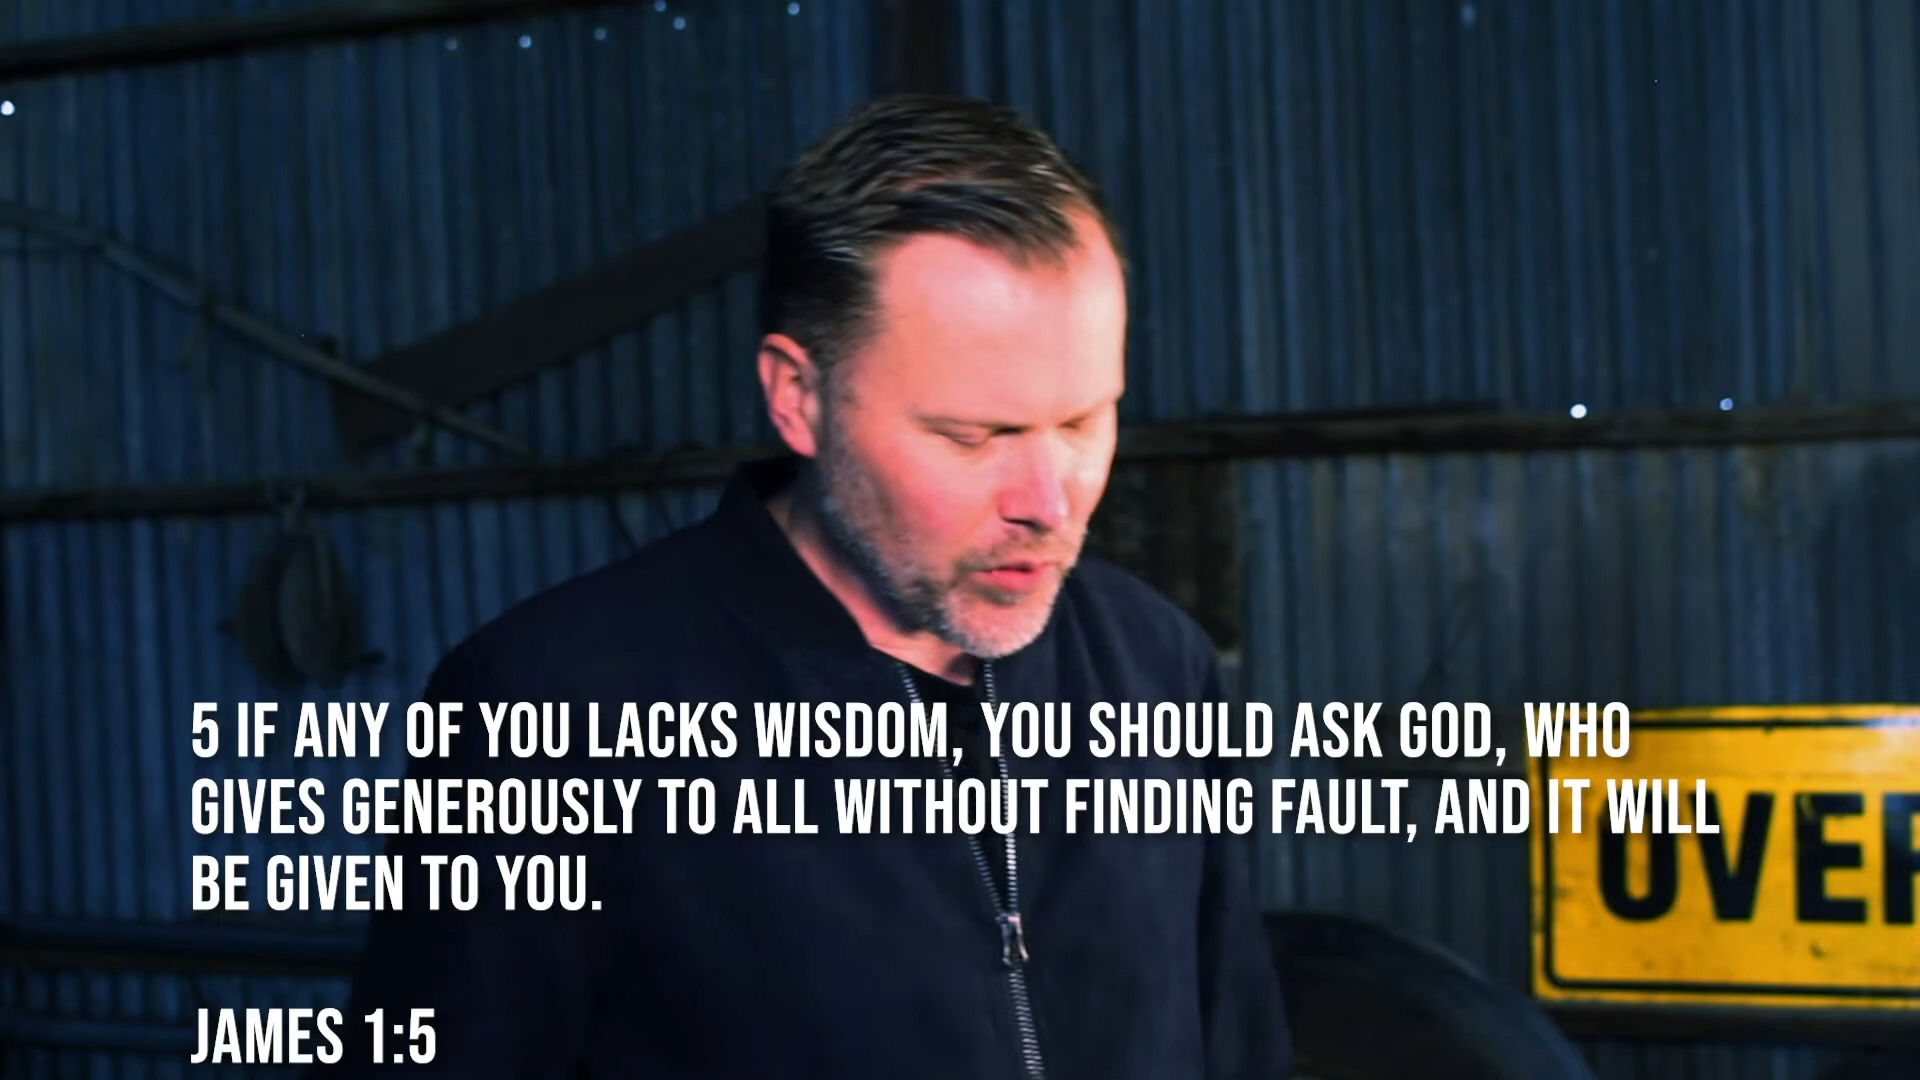 5 IF ANY OF YOU LACKS WISDOM, YOU SHOULD ASK GOD, WHO
GIVES GENEROUSLY TO ALL WITHOUT FINDING FAULT, AND IT WILL
BE GIVEN TO YOU.
JAMES 1:5
OVER